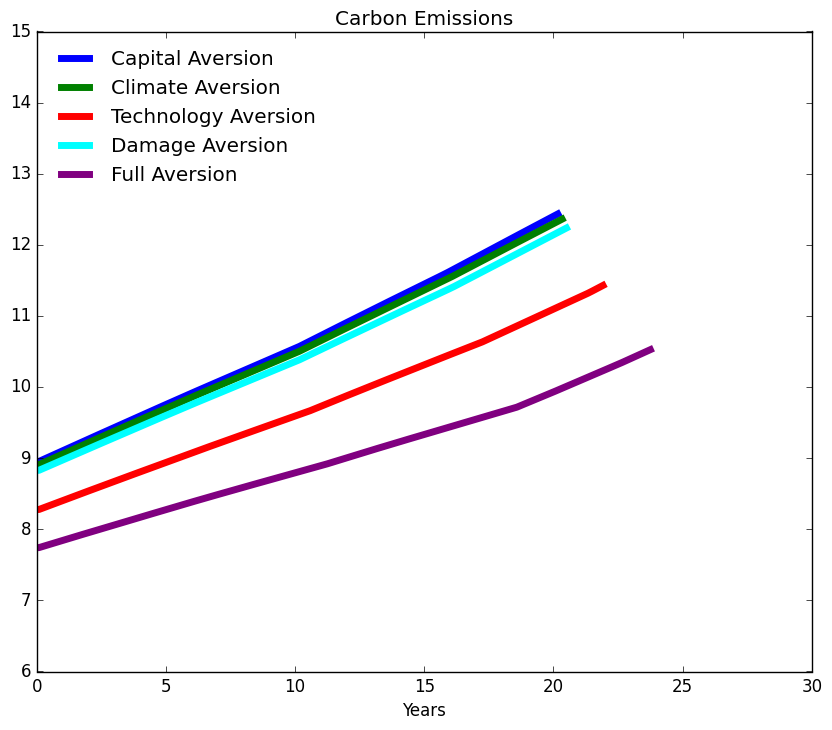 Carbon Emissions
15
14
13
12
11
10
9
8
7
6
Capital Aversion
Climate Aversion
Technology Aversion
Damage Aversion
Full Aversion
0 5 10 15 20 25 30
Years